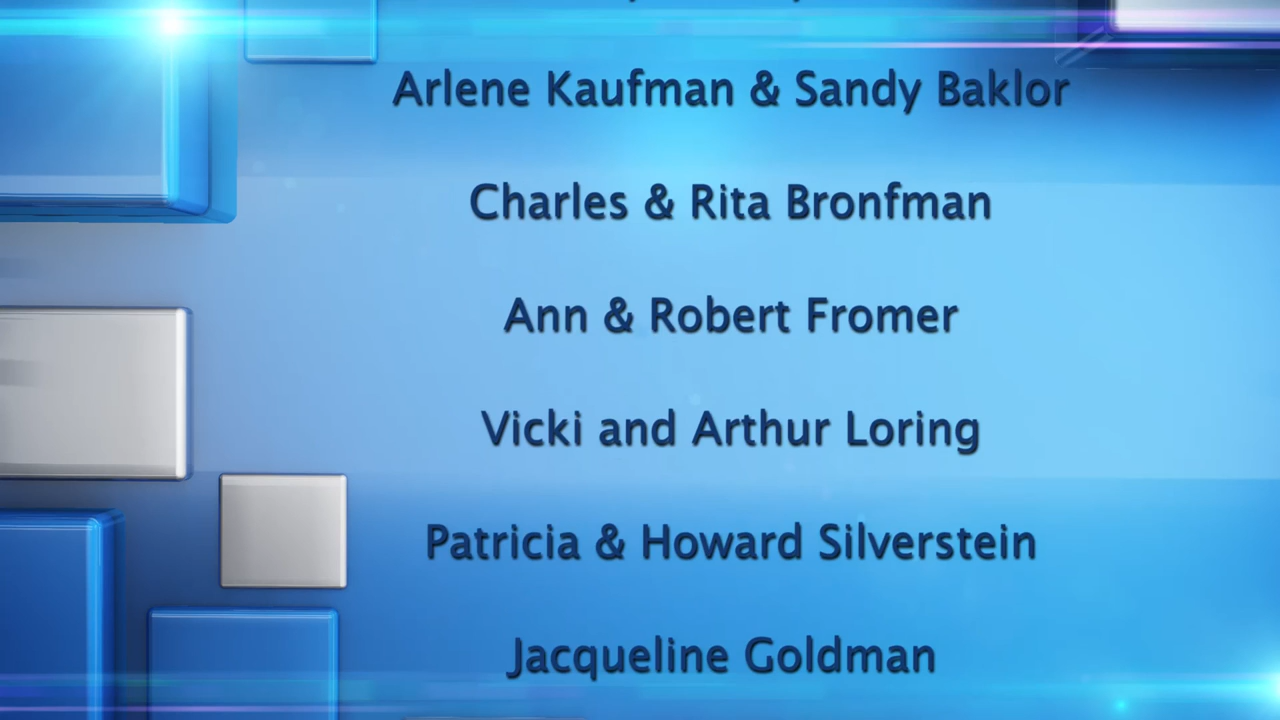 Arlene Kaufman & Sandy Baklor
Charles & Rita Bronfman
Ann & Robert Fromer
Vicki and Arthur Loring
Patricia & Howard Silverstein
Jacqueline Goldman